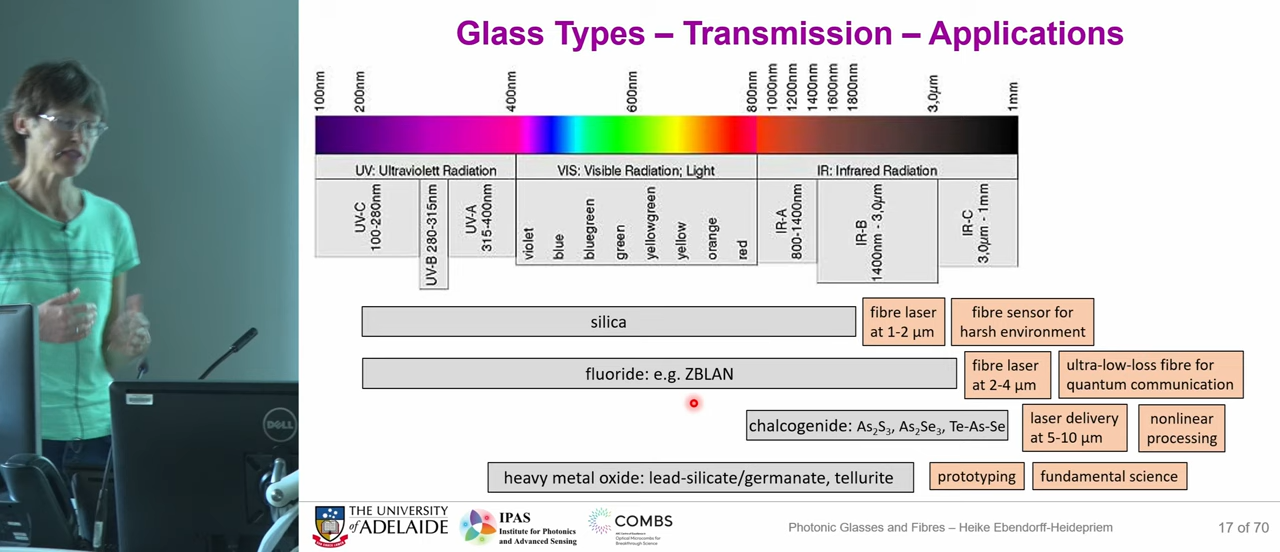 Glass Types – Transmission – Applications
100nm
200nm
400nm
600nm
800nm
1000nm
1200nm
1400nm
1600nm
1800nm
3,0µm
1mm
UV: Ultraviolett Radiation
VIS: Visible Radiation; Light
IR: Infrared Radiation
UV-C
100-280nm
UV-B 280-315nm
UV-A
315-400nm
violet
blue
bluegreen
green
yellowgreen
yellow
orange
red
IR-A
800-1400nm
IR-B
1400nm - 3,0µm
IR-C
3,0µm - 1mm
silica
fibre laser
at 1-2 µm
fibre sensor for
harsh environment
fluoride: e.g. ZBLAN
fibre laser
at 2-4 µm
ultra-low-loss fibre for
quantum communication
chalcogenide: As₂S₃, As₂Se₃, Te-As-Se
laser delivery
at 5-10 µm
nonlinear
processing
heavy metal oxide: lead-silicate/germanate, tellurite
prototyping
fundamental science
DELL
THE UNIVERSITY
of ADELAIDE
IPAS
Institute for Photonics
and Advanced Sensing
COMBS
Photonic Glasses and Fibres – Heike Ebendorff-Heidepriem
17 of 70